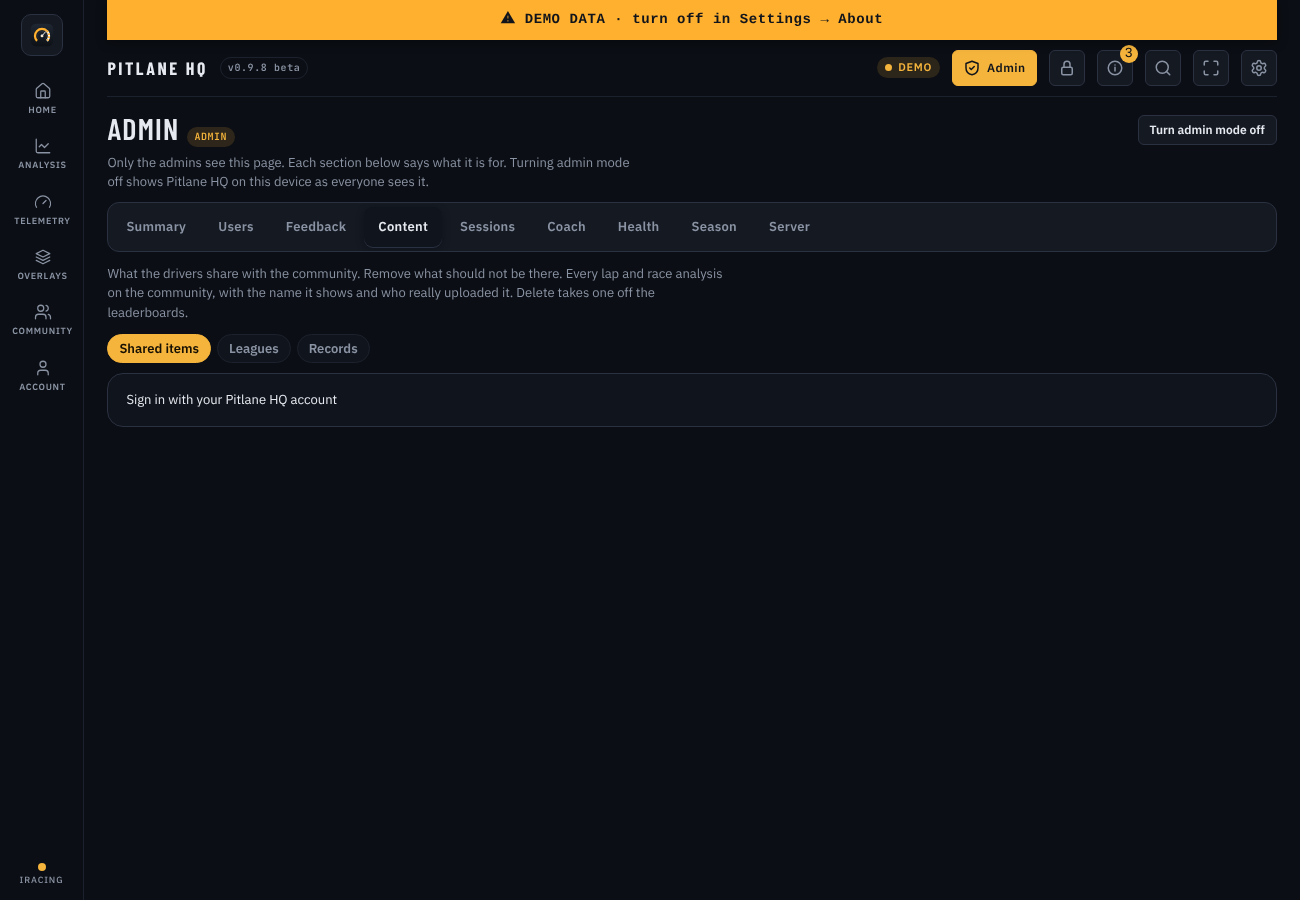 ⚠ DEMO DATA · turn off in Settings → About
PITLANE HQ
v0.9.8 beta
DEMO
Admin
3
HOME
ANALYSIS
TELEMETRY
OVERLAYS
COMMUNITY
ACCOUNT
IRACING
ADMIN
ADMIN
Turn admin mode off
Only the admins see this page. Each section below says what it is for. Turning admin mode
off shows Pitlane HQ on this device as everyone sees it.
Summary
Users
Feedback
Content
Sessions
Coach
Health
Season
Server
What the drivers share with the community. Remove what should not be there. Every lap and race analysis
on the community, with the name it shows and who really uploaded it. Delete takes one off the
leaderboards.
Shared items
Leagues
Records
Sign in with your Pitlane HQ account